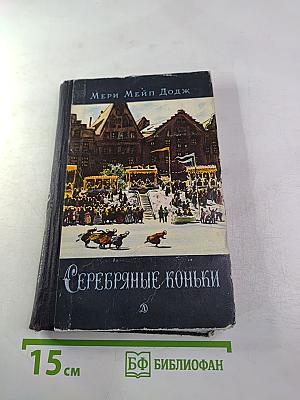 Мери Мейп Додж
Серебряные коньки
Д
15 см
БФ БИБЛИОФАН